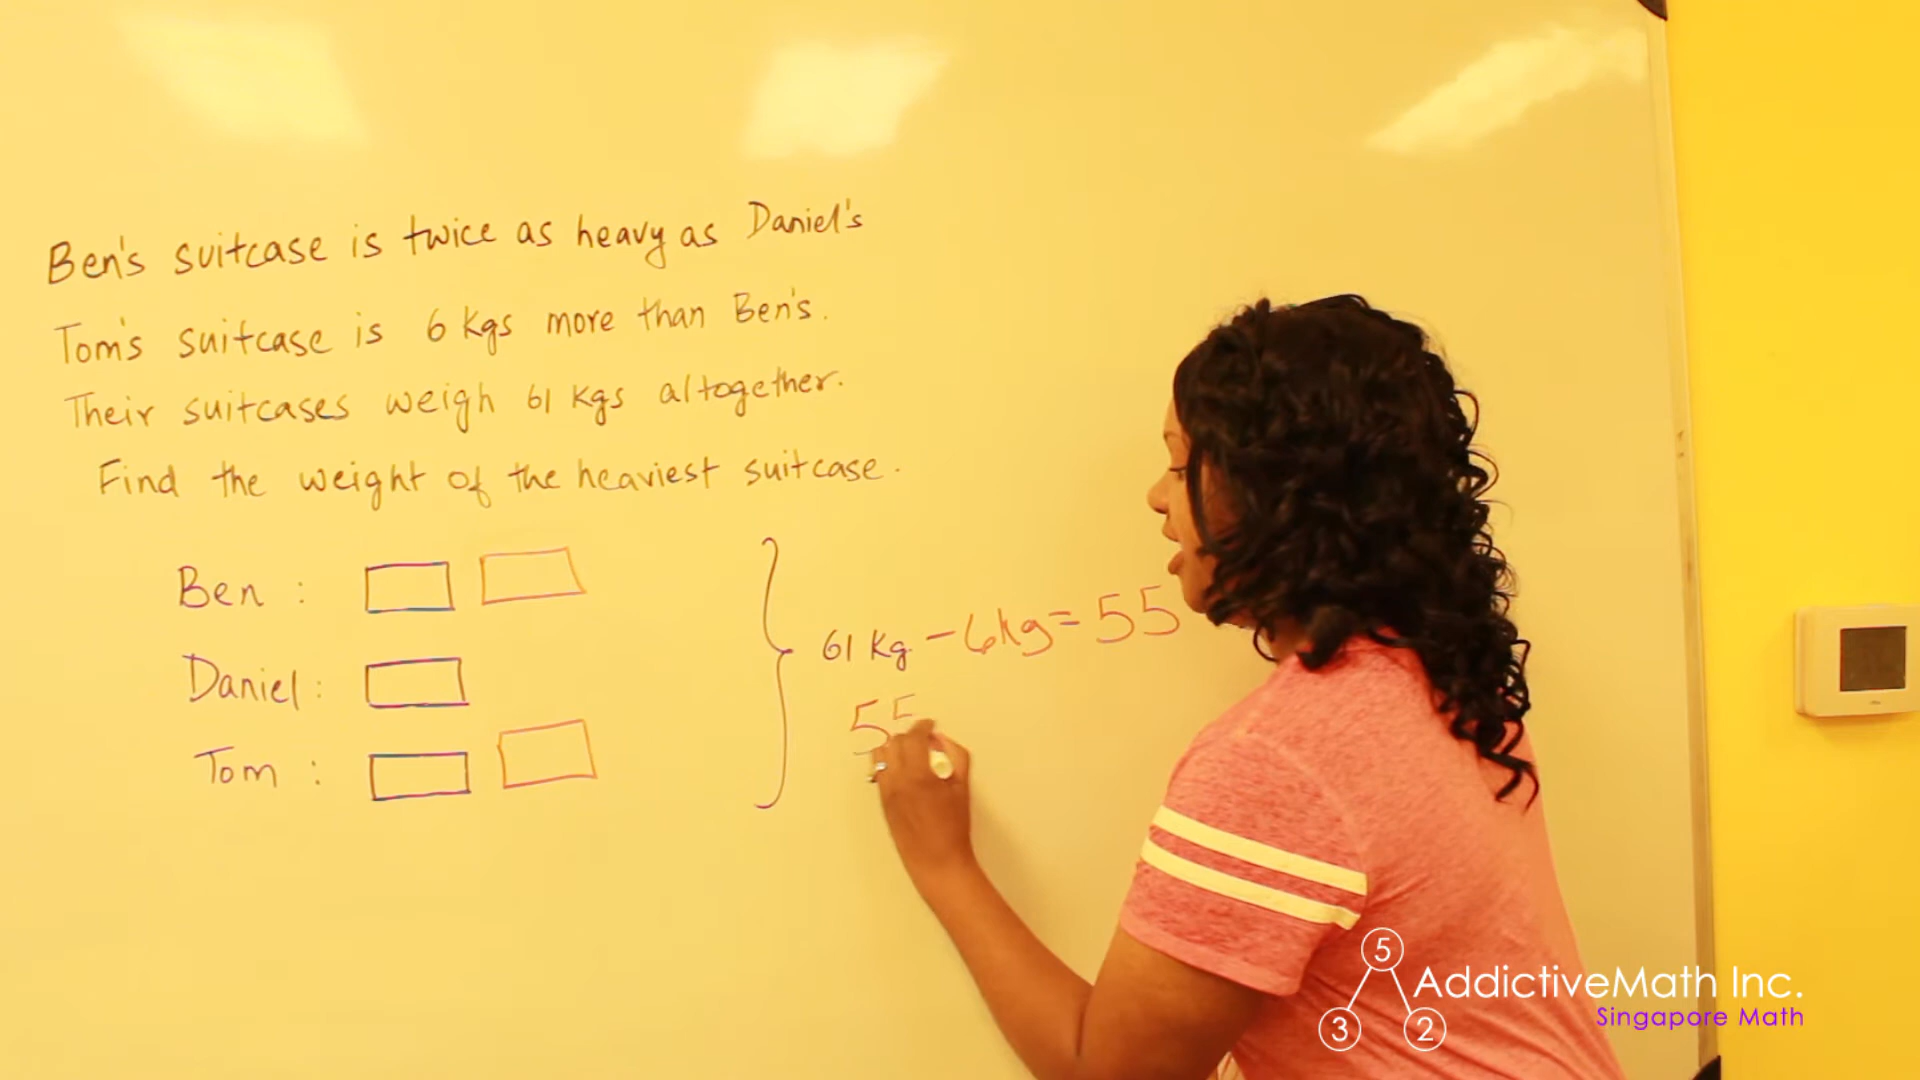 Ben's suitcase is twice as heavy as Daniel's
Tom's suitcase is 6 kgs more than Ben's.
Their suitcases weigh 61 kgs altogether.
Find the weight of the heaviest suitcase.
Ben :
Daniel :
Tom :
61 kg - 6kg = 55
55
5
3 2
AddictiveMath Inc.
Singapore Math